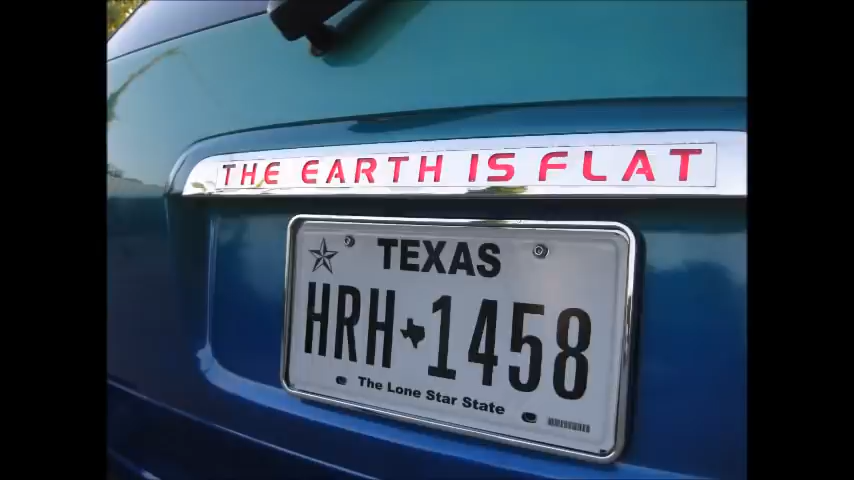 THE EARTH IS FLAT
TEXAS
HRH 1458
The Lone Star State